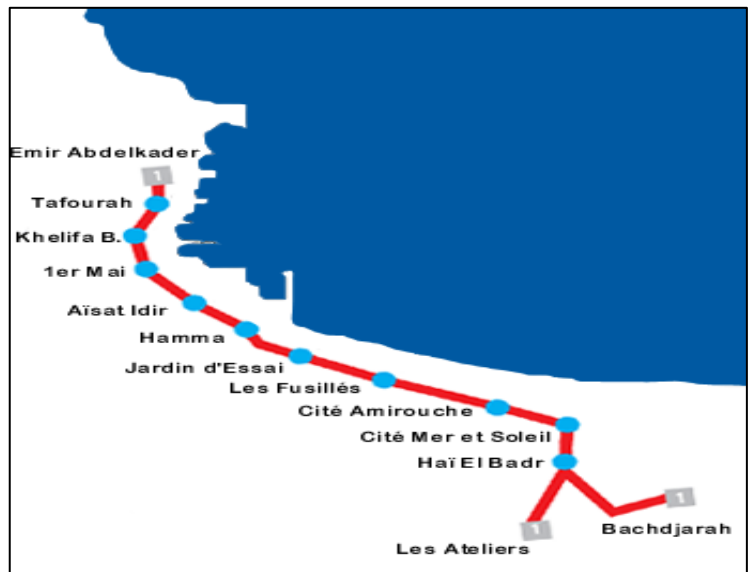 Emir Abdelkader
1
Tafourah
Khelifa B.
1er Mai
Aïsat Idir
Hamma
Jardin d'Essai
Les Fusillés
Cité Amirouche
Cité Mer et Soleil
Haï El Badr
1
Bachdjarah
1
Les Ateliers